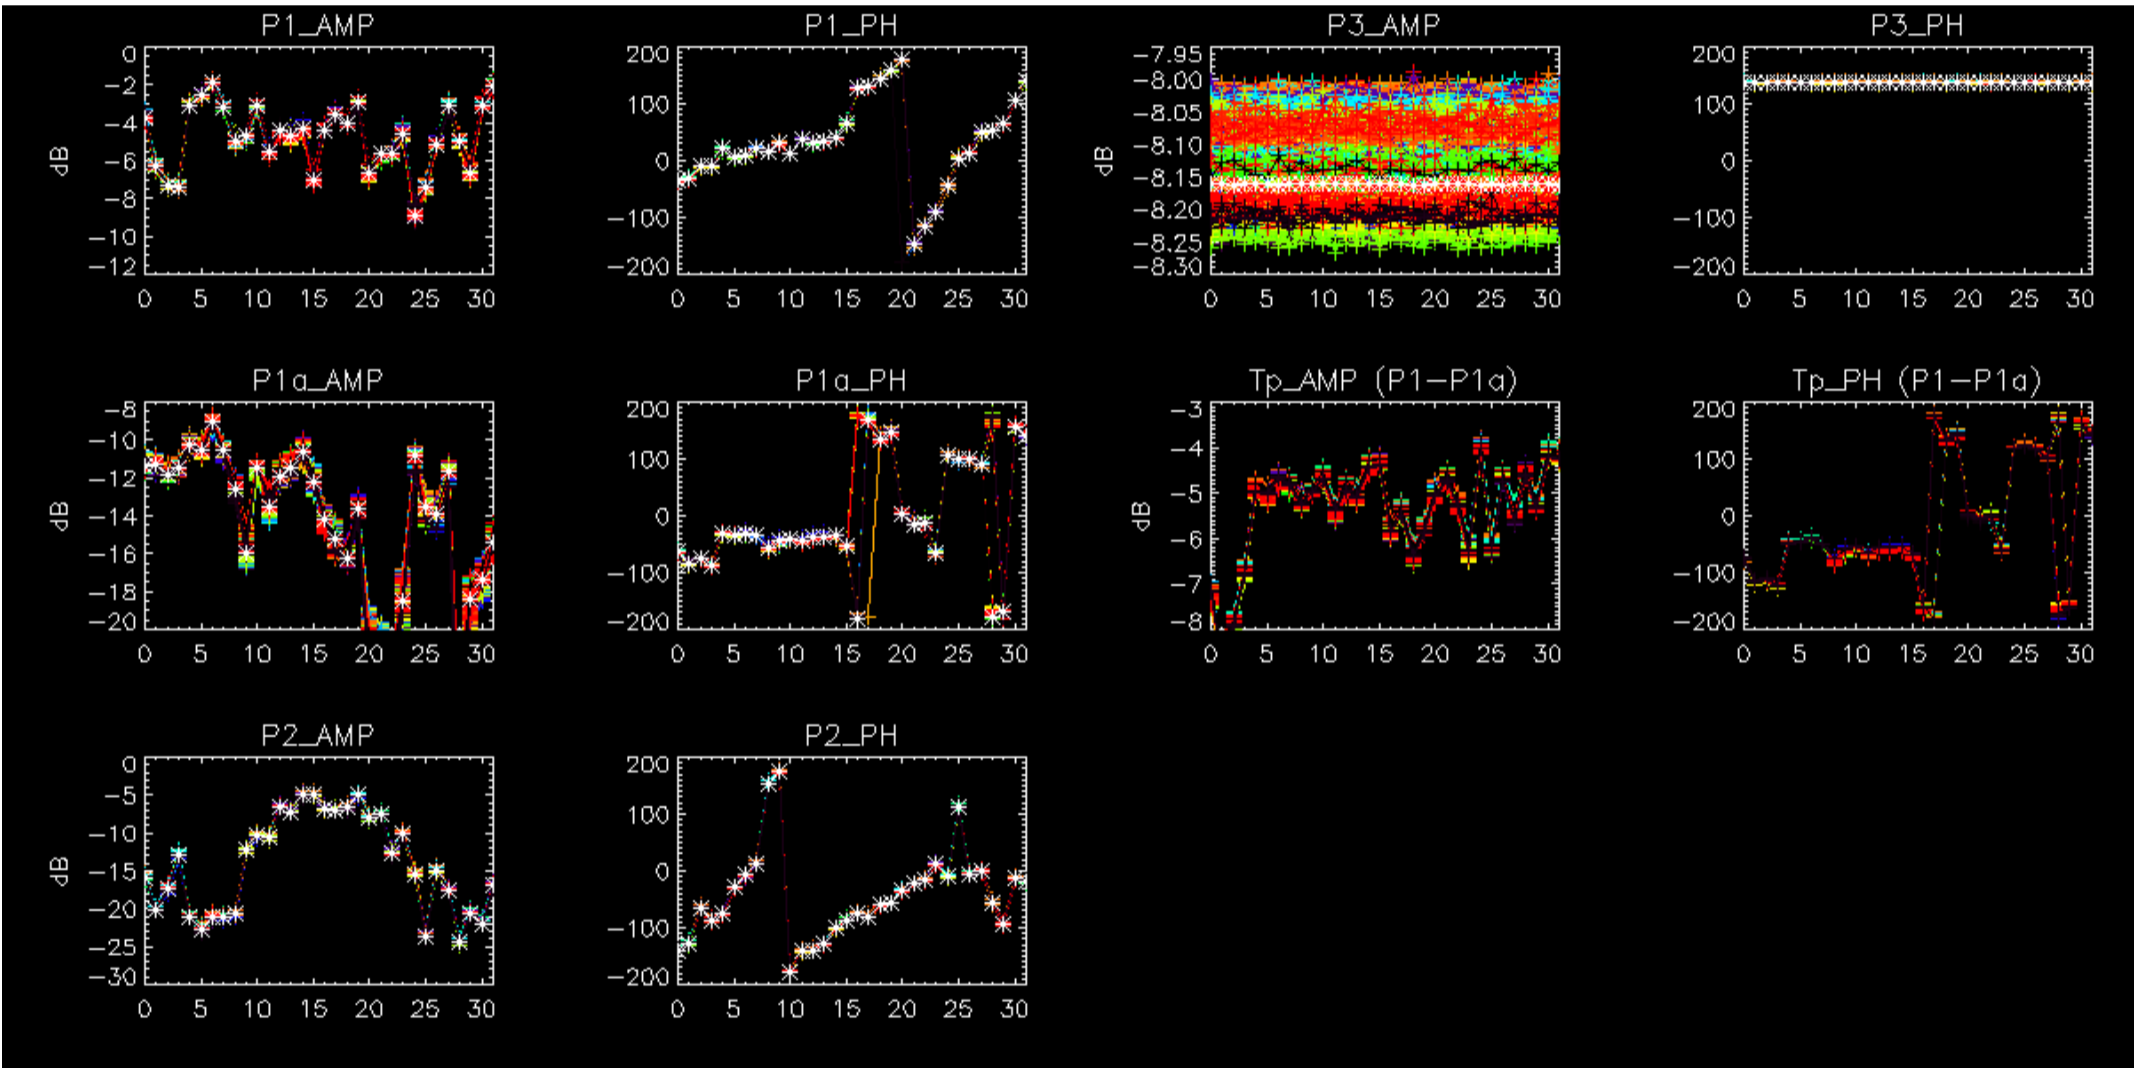 P1_AMP
P1_PH
P3_AMP
P3_PH
0
-2
-4
-6
-8
-10
-12
dB
0 5 10 15 20 25 30
200
100
0
-100
-200
0 5 10 15 20 25 30
-7.95
-8.00
-8.05
-8.10
-8.15
-8.20
-8.25
-8.30
dB
0 5 10 15 20 25 30
200
100
0
-100
-200
0 5 10 15 20 25 30
P1a_AMP
P1a_PH
Tp_AMP (P1-P1a)
Tp_PH (P1-P1a)
-8
-10
-12
-14
-16
-18
-20
dB
0 5 10 15 20 25 30
200
100
0
-100
-200
0 5 10 15 20 25 30
-3
-4
-5
-6
-7
-8
dB
0 5 10 15 20 25 30
200
100
0
-100
-200
0 5 10 15 20 25 30
P2_AMP
P2_PH
0
-5
-10
-15
-20
-25
-30
dB
0 5 10 15 20 25 30
200
100
0
-100
-200
0 5 10 15 20 25 30